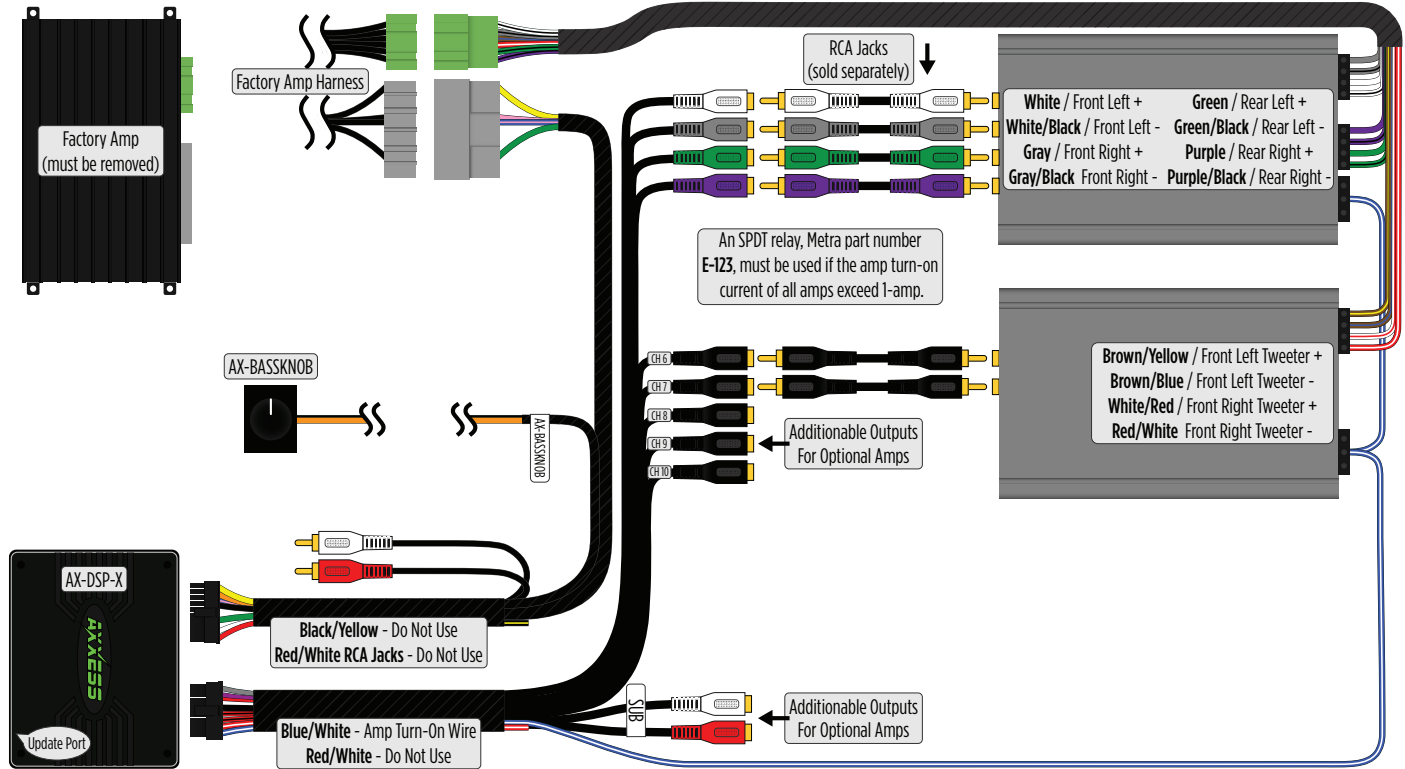 Factory Amp
(must be removed)
Factory Amp Harness
RCA Jacks
(sold separately)
White / Front Left +
White/Black / Front Left -
Gray / Front Right +
Gray/Black Front Right -
Green / Rear Left +
Green/Black / Rear Left -
Purple / Rear Right +
Purple/Black / Rear Right -
An SPDT relay, Metra part number
E-123, must be used if the amp turn-on
current of all amps exceed 1-amp.
AX-BASSKNOB
AX-BASSKNOB
CH 6
CH 7
CH 8
CH 9
CH 10
Additionable Outputs
For Optional Amps
Brown/Yellow / Front Left Tweeter +
Brown/Blue / Front Left Tweeter -
White/Red / Front Right Tweeter +
Red/White Front Right Tweeter -
AX-DSP-X
AXXESS
Update Port
Black/Yellow - Do Not Use
Red/White RCA Jacks - Do Not Use
Blue/White - Amp Turn-On Wire
Red/White - Do Not Use
SUB
Additionable Outputs
For Optional Amps